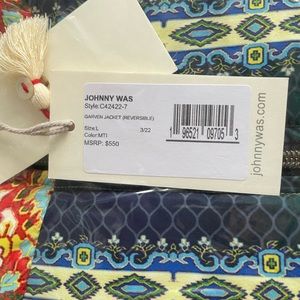 JOHNNY WAS
Style:C42422-7
GARVEN JACKET (REVERSIBLE)
Size:L 3/22
Color:MTI
MSRP: $550
1 96521 09705 3
johnnywas.com